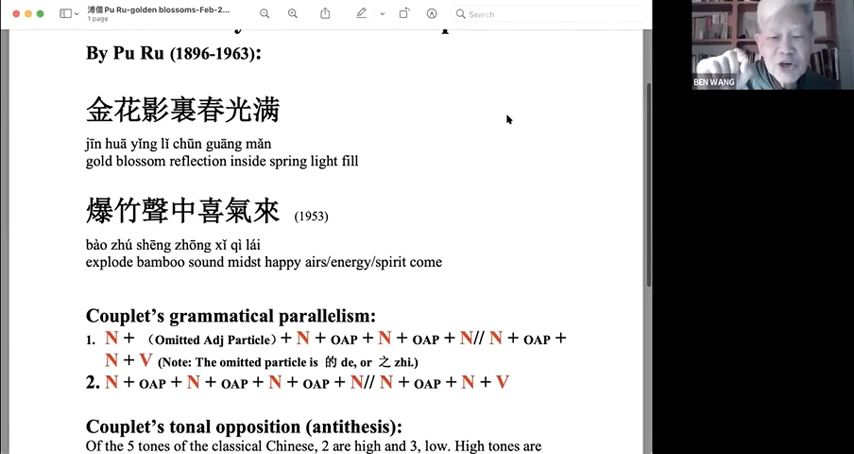 溥儒 Pu Ru-golden blossoms-Feb-2...
1 page
Search
BEN WANG
By Pu Ru (1896-1963):
金花影裏春光满
jīn huā yǐng lǐ chūn guāng mǎn
gold blossom reflection inside spring light fill
爆竹聲中喜氣來 (1953)
bào zhú shēng zhōng xǐ qì lái
explode bamboo sound midst happy airs/energy/spirit come
Couplet’s grammatical parallelism:
1. N + （Omitted Adj Particle）+ N + OAP + N + OAP + N// N + OAP +
N + V (Note: The omitted particle is 的 de, or 之 zhi.)
2. N + OAP + N + OAP + N + OAP + N// N + OAP + N + V
Couplet’s tonal opposition (antithesis):
Of the 5 tones of the classical Chinese, 2 are high and 3, low. High tones are